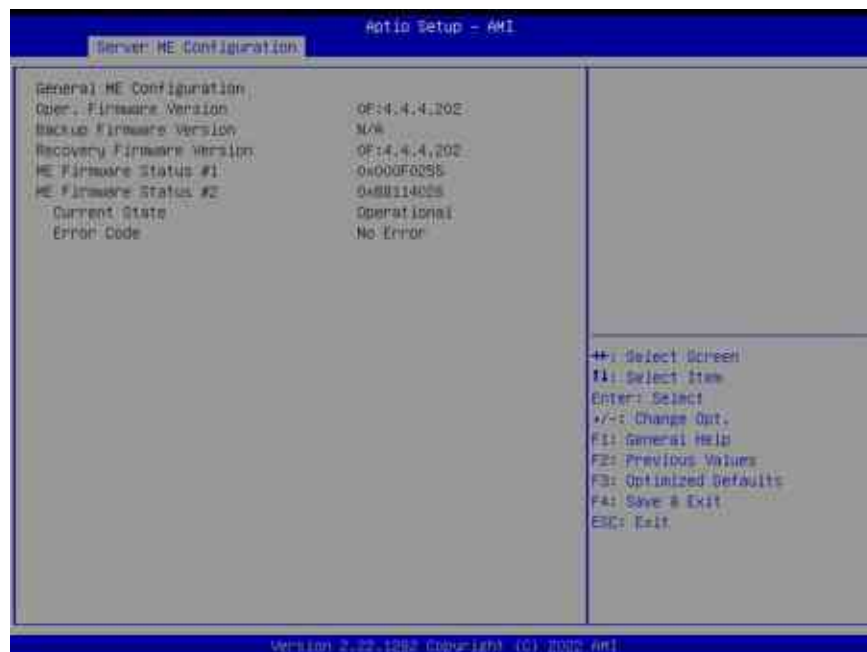 Aptio Setup - AMI
Server ME Configuration
General ME Configuration
Oper. Firmware Version 0F:4.4.4.202
Backup Firmware Version N/A
Recovery Firmware Version 0F:4.4.4.202
ME Firmware Status #1 0x000F0255
ME Firmware Status #2
Current State Operational
Error Code No Error
: Select Screen
↑↓: Select Item
Enter: Select
+/-: Change Opt.
F1: General Help
F2: Previous Values
F3: Optimized Defaults
F4: Save & Exit
ESC: Exit
Version 2.22.1282 Copyright (C) 2022 AMI